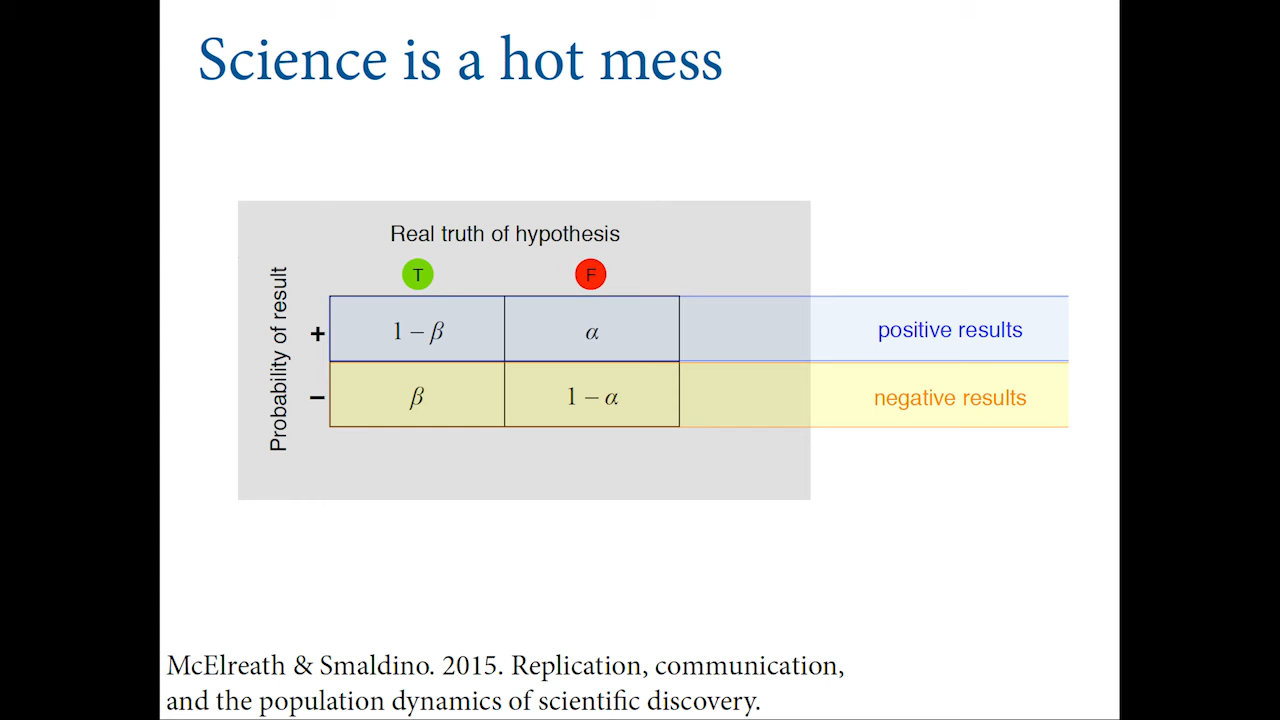 Science is a hot mess
Real truth of hypothesis
T F
Probability of result
+ 1 − β α positive results
− β 1 − α negative results
McElreath & Smaldino. 2015. Replication, communication,
and the population dynamics of scientific discovery.